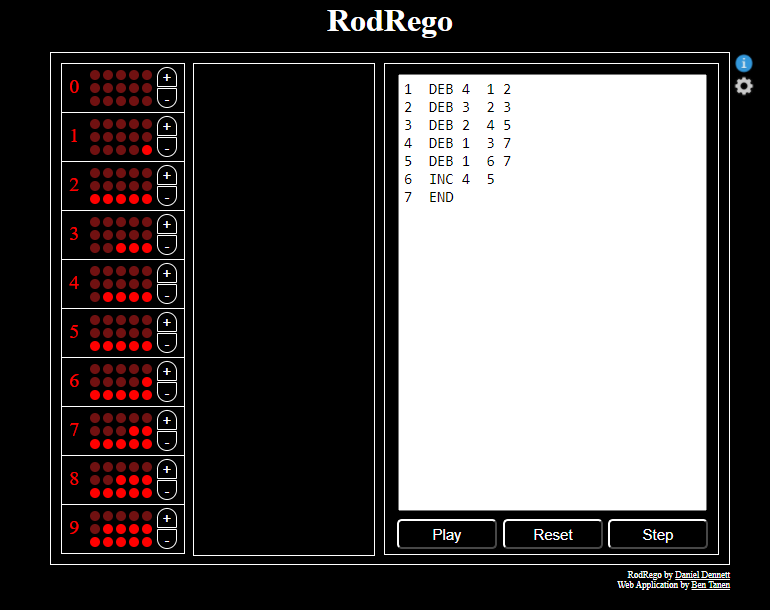 RodRego
0 + -
1 + -
2 + -
3 + -
4 + -
5 + -
6 + -
7 + -
8 + -
9 + -
1 DEB 4 1 2
2 DEB 3 2 3
3 DEB 2 4 5
4 DEB 1 3 7
5 DEB 1 6 7
6 INC 4 5
7 END
Play Reset Step
i
RodRego by Daniel Dennett
Web Application by Ben Tanen